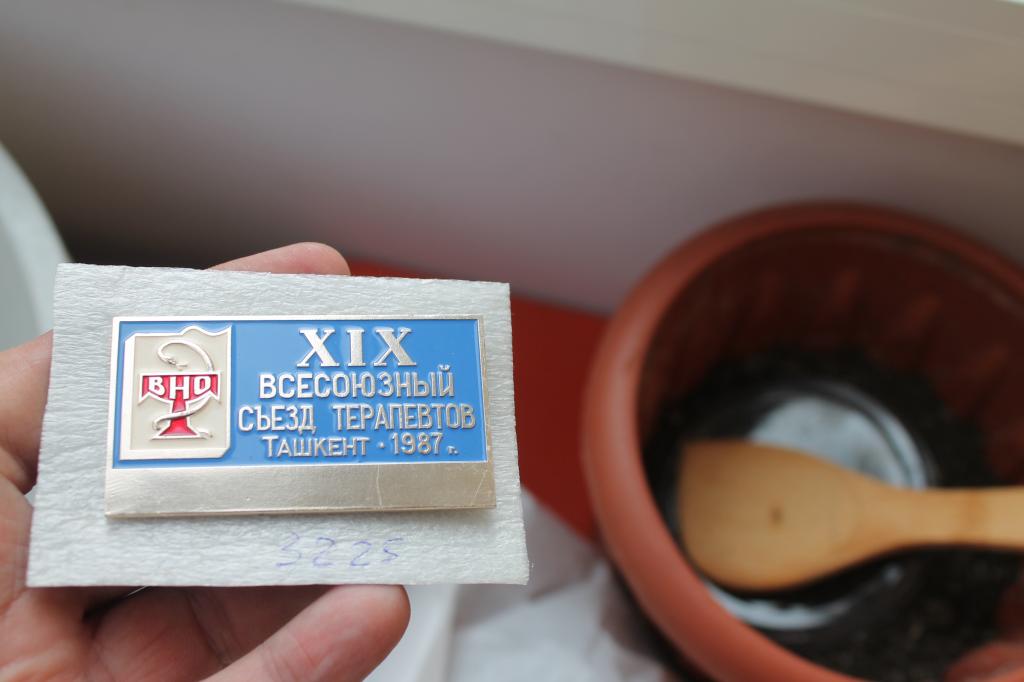 ВНО
XIX
ВСЕСОЮЗНЫЙ
СЪЕЗД ТЕРАПЕВТОВ
ТАШКЕНТ · 1987 г.
3225